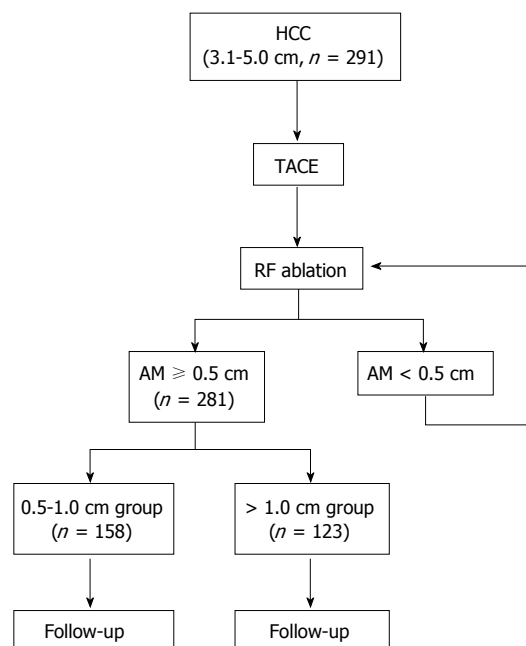 HCC
(3.1-5.0 cm, n = 291)
TACE
RF ablation
AM ⩾ 0.5 cm
(n = 281)
AM < 0.5 cm
0.5-1.0 cm group
(n = 158)
> 1.0 cm group
(n = 123)
Follow-up
Follow-up